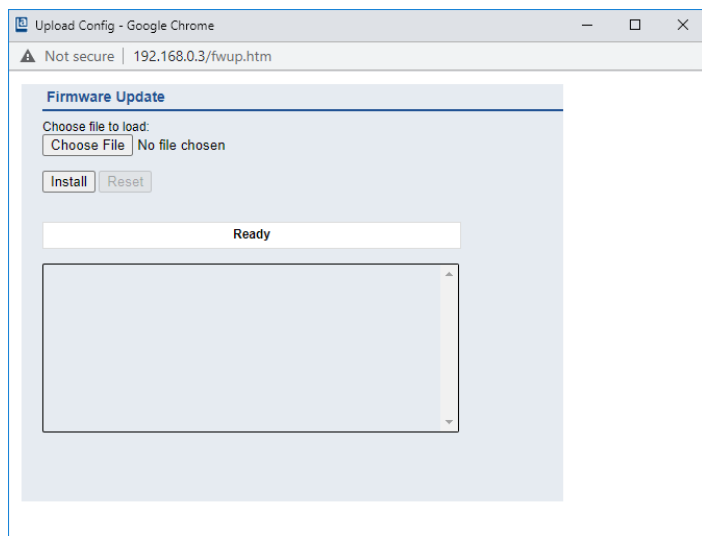 Upload Config - Google Chrome
Not secure | 192.168.0.3/fwup.htm
Firmware Update
Choose file to load:
Choose File No file chosen
Install Reset
Ready